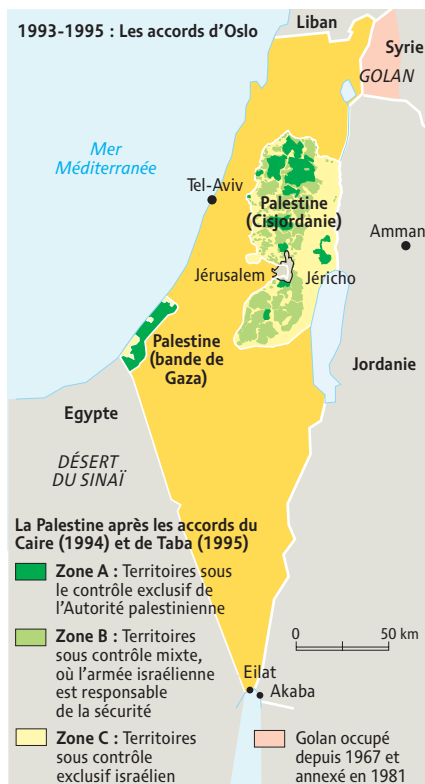 1993-1995 : Les accords d'Oslo
Liban
Syrie
GOLAN
Mer
Méditerranée
Tel-Aviv
Palestine
(Cisjordanie)
Amman
Jérusalem
Jéricho
Palestine
(bande de
Gaza)
Jordanie
Egypte
DÉSERT
DU SINAÏ
La Palestine après les accords du
Caire (1994) et de Taba (1995)
Zone A : Territoires sous
le contrôle exclusif de
l'Autorité palestinienne
Zone B : Territoires
sous contrôle mixte,
où l'armée israélienne
est responsable
de la sécurité
Zone C : Territoires
sous contrôle
exclusif israélien
0 50 km
Eilat
Akaba
Golan occupé
depuis 1967 et
annexé en 1981